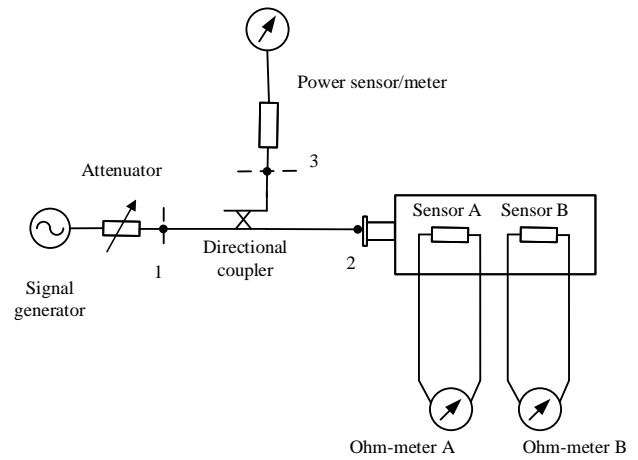 Power sensor/meter
3
Attenuator
Sensor A
Sensor B
Directional
coupler
1
2
Signal
generator
Ohm-meter A
Ohm-meter B